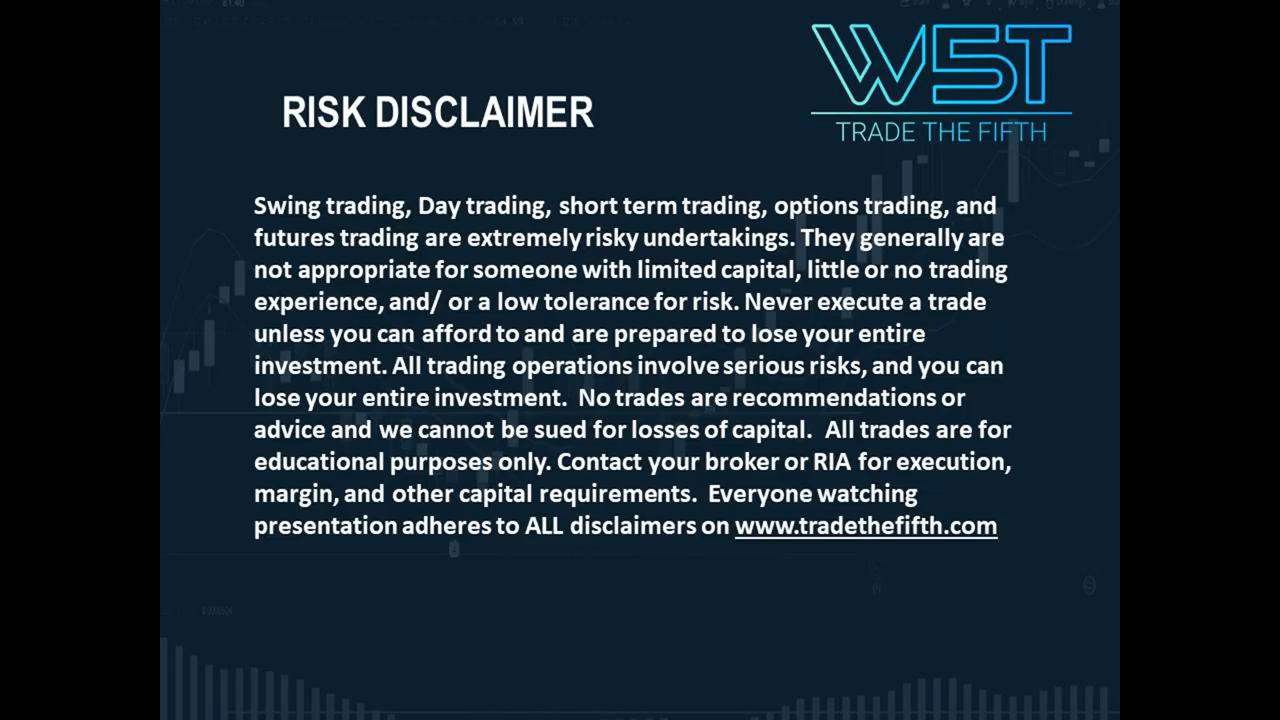 W5T
TRADE THE FIFTH
RISK DISCLAIMER
Swing trading, Day trading, short term trading, options trading, and
futures trading are extremely risky undertakings. They generally are
not appropriate for someone with limited capital, little or no trading
experience, and/ or a low tolerance for risk. Never execute a trade
unless you can afford to and are prepared to lose your entire
investment. All trading operations involve serious risks, and you can
lose your entire investment.  No trades are recommendations or
advice and we cannot be sued for losses of capital.  All trades are for
educational purposes only. Contact your broker or RIA for execution,
margin, and other capital requirements.  Everyone watching
presentation adheres to ALL disclaimers on www.tradethefifth.com